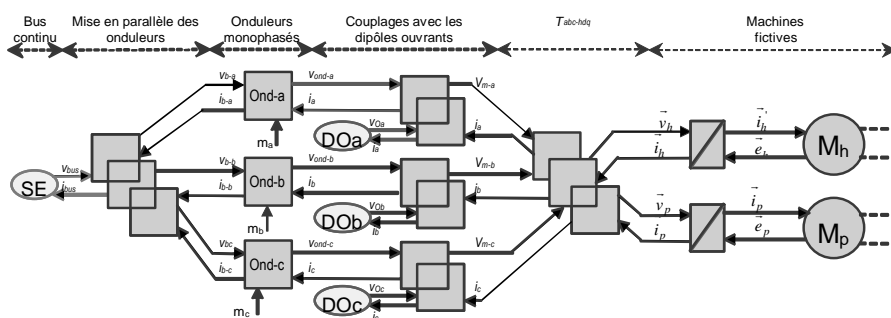 Bus continu
Mise en parallèle des onduleurs
Onduleurs monophasés
Couplages avec les dipôles ouvrants
Tabc-hdq
Machines fictives
vb-a
ib-a
Ond-a
ma
vond-a
ia
DOa
vOa
ia
Vm-a
ia
SE
vbus
ibus
vb-b
ib-b
Ond-b
mb
vond-b
ib
DOb
vOb
ib
Vm-b
ib
vbc
ib-c
Ond-c
mc
vond-c
ic
DOc
vOc
ic
Vm-c
ic
vh
ih
ih
eh
Mh
vp
ip
ip
ep
Mp